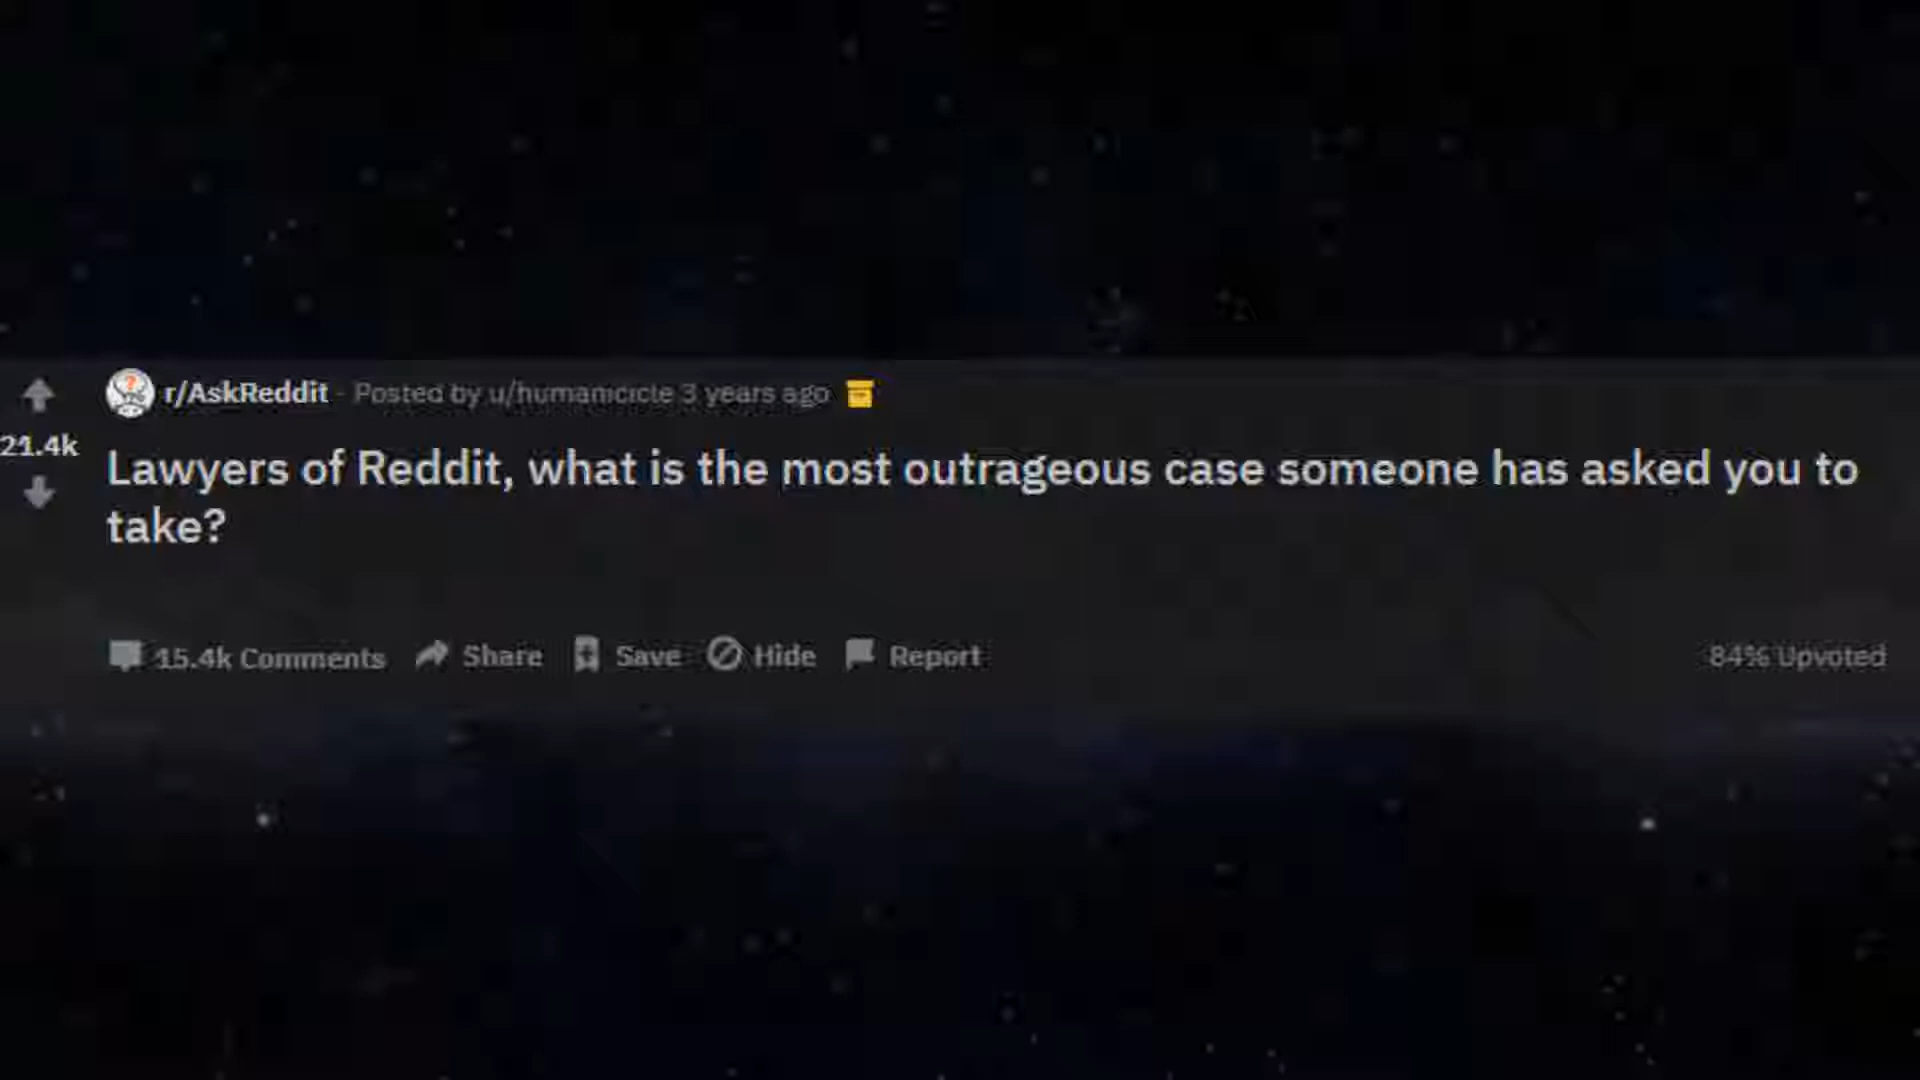 r/AskReddit · Posted by u/humanicicle 3 years ago
21.4k
Lawyers of Reddit, what is the most outrageous case someone has asked you to
take?
15.4k Comments Share Save Hide Report 84% Upvoted